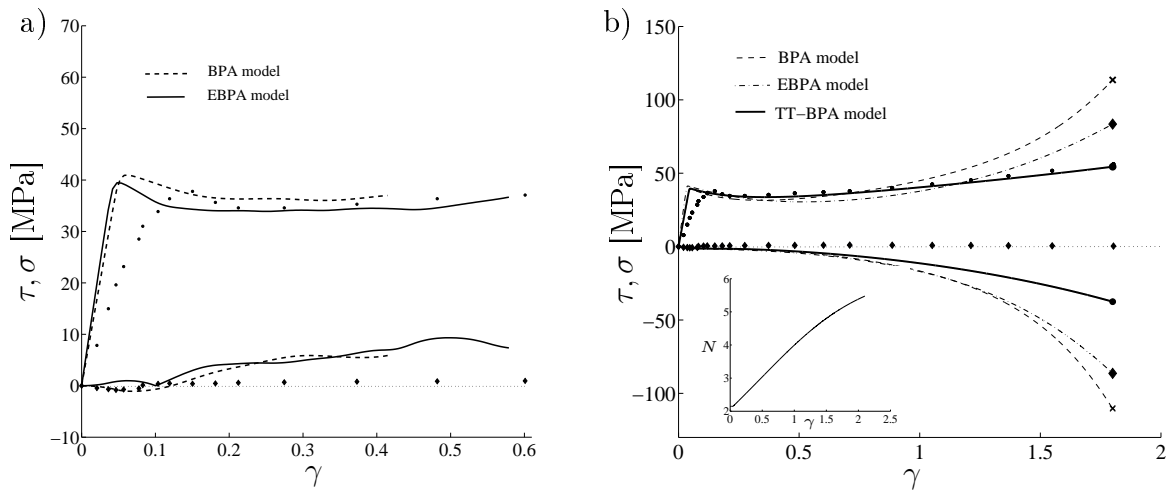 a)
70
60
50
40
30
20
10
0
−10
τ, σ [MPa]
BPA model
EBPA model
0 0.1 0.2 0.3 0.4 0.5 0.6
γ
b)
150
100
50
0
−50
−100
τ, σ [MPa]
BPA model
EBPA model
TT−BPA model
6
5
4
3
2
N
0 0.5 1 1.5 2 2.5
γ
0 0.5 1 1.5 2
γ